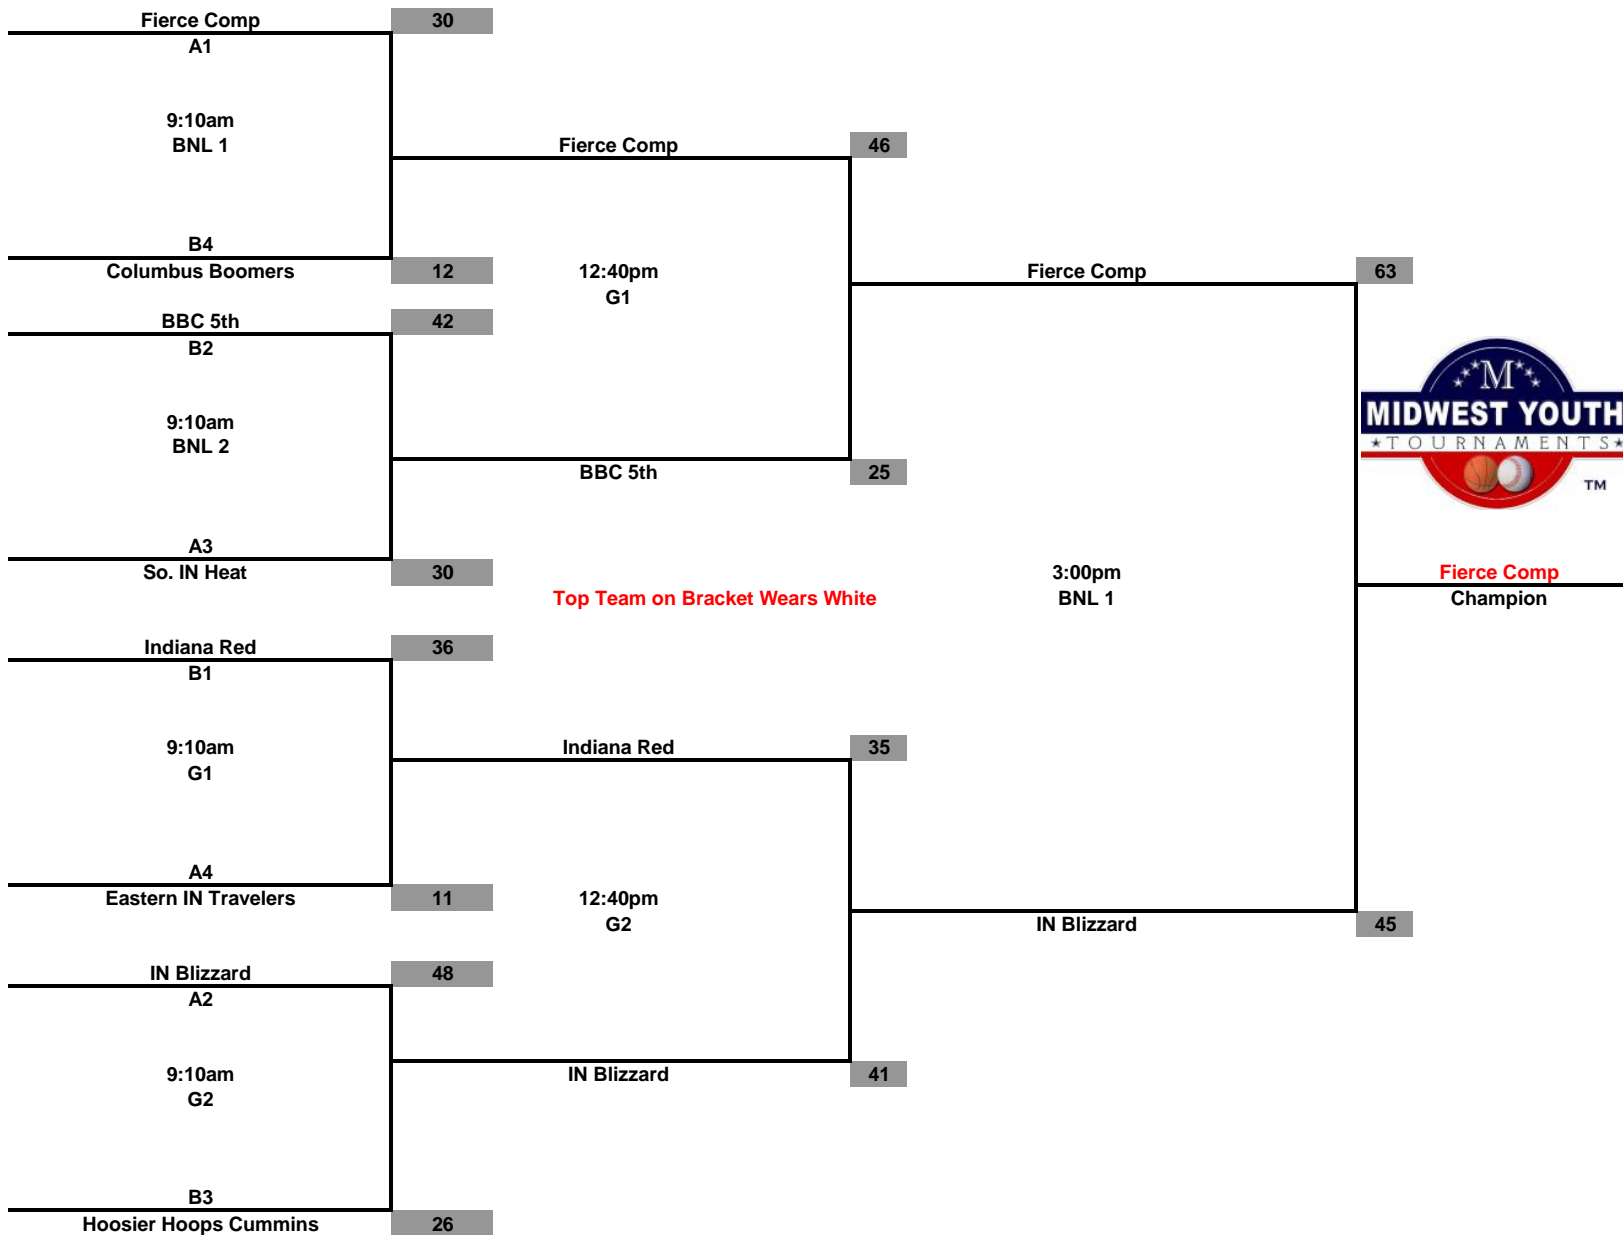 Fierce Comp 30
A1
9:10am
BNL 1
Fierce Comp 46
B4
Columbus Boomers 12 12:40pm Fierce Comp 63
G1
BBC 5th 42
B2
M
MIDWEST YOUTH
TOURNAMENTS
TM
9:10am
BNL 2
BBC 5th 25
A3
So. IN Heat 30 3:00pm Fierce Comp
Top Team on Bracket Wears White BNL 1 Champion
Indiana Red 36
B1
9:10am Indiana Red 35
G1
A4
Eastern IN Travelers 11 12:40pm
G2 IN Blizzard 45
IN Blizzard 48
A2
9:10am IN Blizzard 41
G2
B3
Hoosier Hoops Cummins 26